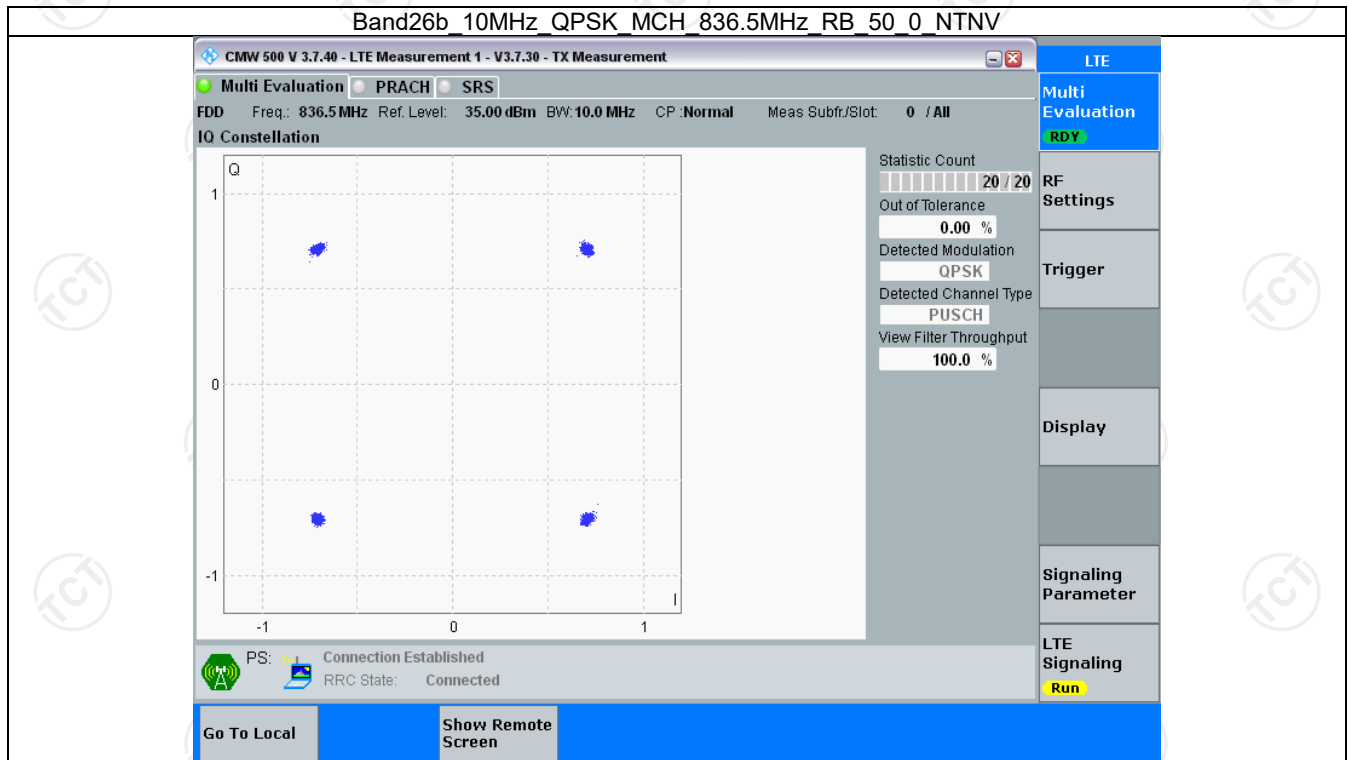 Band26b_10MHz_QPSK_MCH_836.5MHz_RB_50_0_NTNV
CMW 500 V 3.7.40 - LTE Measurement 1 - V3.7.30 - TX Measurement
LTE
Multi Evaluation PRACH SRS
FDD Freq.: 836.5 MHz Ref. Level: 35.00 dBm BW: 10.0 MHz CP :Normal Meas Subfr./Slot: 0 / All
IQ Constellation
Multi
Evaluation
RDY
Q
1
0
-1
I
-1 0 1
Statistic Count
20 / 20
Out of Tolerance
0.00 %
Detected Modulation
QPSK
Detected Channel Type
PUSCH
View Filter Throughput
100.0 %
RF
Settings
Trigger
Display
Signaling
Parameter
LTE
Signaling
Run
PS: Connection Established
RRC State: Connected
Go To Local
Show Remote
Screen
TCT
TCT
TCT
TCT